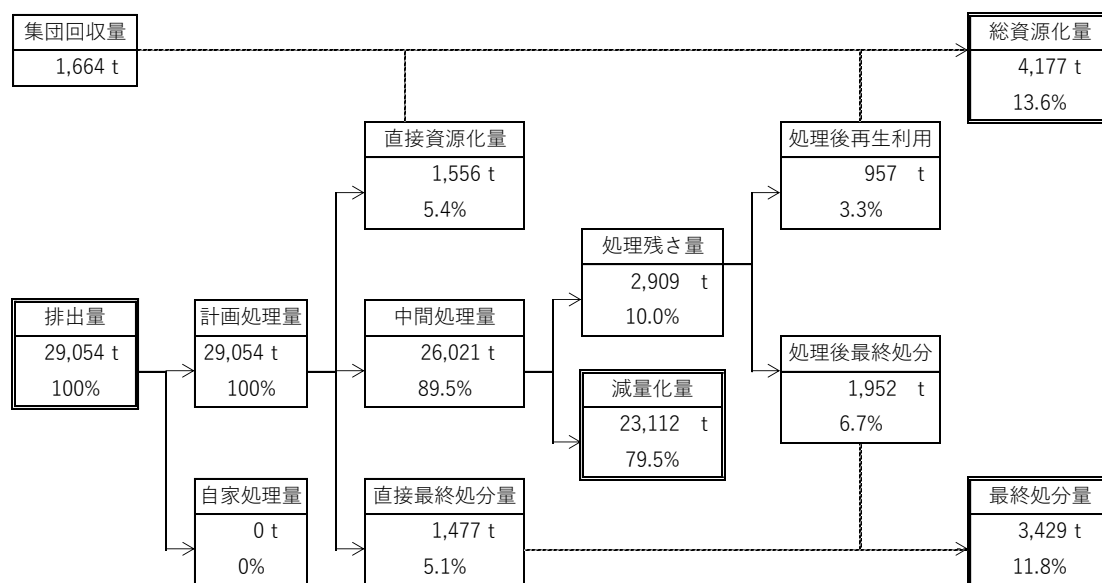 集団回収量
1,664 t
総資源化量
4,177 t
13.6%
直接資源化量
1,556 t
5.4%
処理後再生利用
957 t
3.3%
処理残さ量
2,909 t
10.0%
排出量
29,054 t
100%
計画処理量
29,054 t
100%
中間処理量
26,021 t
89.5%
減量化量
23,112 t
79.5%
処理後最終処分
1,952 t
6.7%
自家処理量
0 t
0%
直接最終処分量
1,477 t
5.1%
最終処分量
3,429 t
11.8%